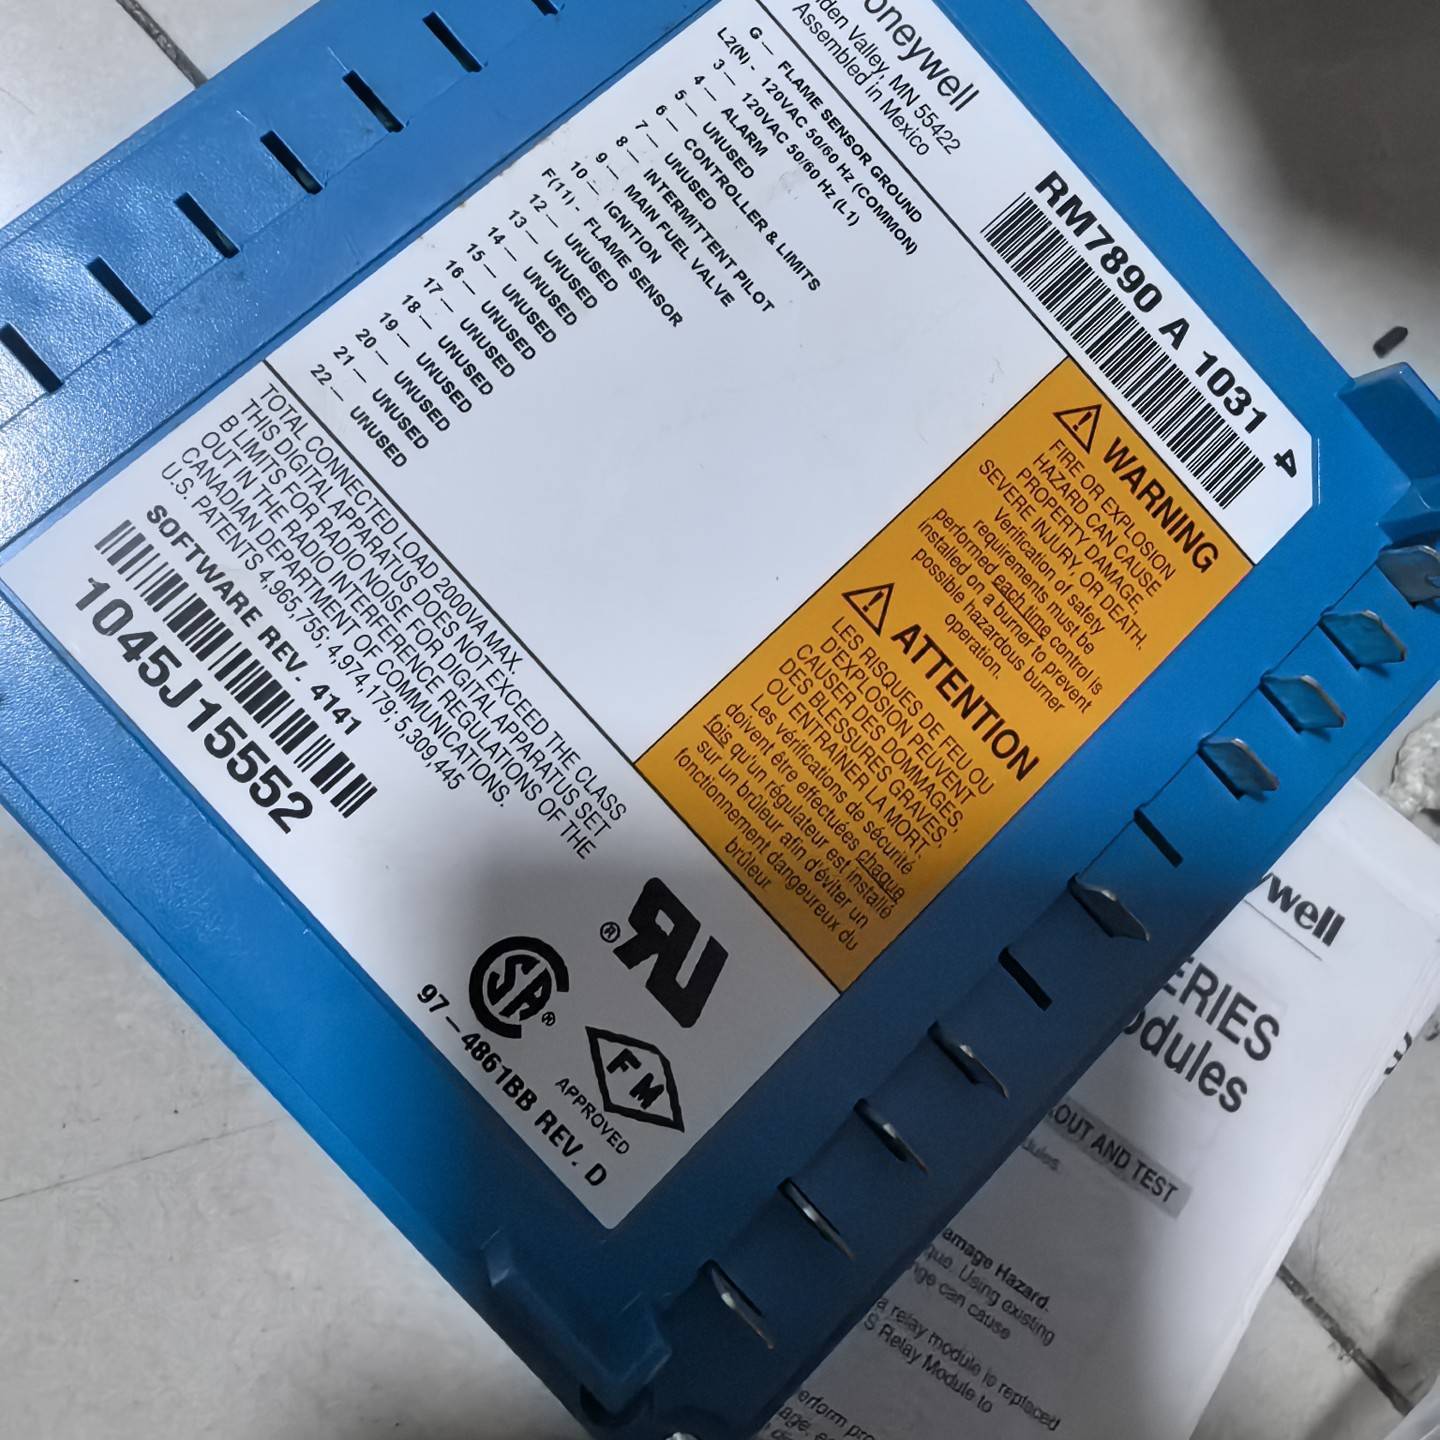 oneywell
den Valley, MN 55422
Assembled in Mexico
G — FLAME SENSOR GROUND
L2(N) - 120VAC 50/60 Hz (COMMON)
3 — 120VAC 50/60 Hz (L1)
4 — ALARM
5 — UNUSED
6 — CONTROLLER & LIMITS
7 — UNUSED
8 — INTERMITTENT PILOT
9 — MAIN FUEL VALVE
10 — IGNITION
F(11) - FLAME SENSOR
12 — UNUSED
13 — UNUSED
14 — UNUSED
15 — UNUSED
16 — UNUSED
17 — UNUSED
18 — UNUSED
19 — UNUSED
20 — UNUSED
21 — UNUSED
22 — UNUSED
RM7890 A 1031 4
WARNING
FIRE OR EXPLOSION
HAZARD CAN CAUSE
PROPERTY DAMAGE,
SEVERE INJURY, OR DEATH.
Verification of safety
requirements must be
performed each time control is
installed on a burner to prevent
possible hazardous burner
operation.
ATTENTION
LES RISQUES DE FEU OU
D'EXPLOSION PEUVENT
CAUSER DES DOMMAGES,
DES BLESSURES GRAVES,
OU ENTRAINER LA MORT.
Les vérifications de sécurité
doivent être effectuées chaque
fois qu'un régulateur est installé
sur un brûleur afin d'éviter un
fonctionnement dangeureux du
brûleur.
TOTAL CONNECTED LOAD 2000VA MAX.
THIS DIGITAL APPARATUS DOES NOT EXCEED THE CLASS
B LIMITS FOR RADIO NOISE FOR DIGITAL APPARATUS SET
OUT IN THE RADIO INTERFERENCE REGULATIONS OF THE
CANADIAN DEPARTMENT OF COMMUNICATIONS.
U.S. PATENTS 4,965,755; 4,974,179; 5,309,445
SOFTWARE REV. 4141
1045J15552
RU®
CSA®
FM
APPROVED
97-4861BB REV. D
ywell
ERIES
odules
OUT AND TEST
dules.
amage Hazard.
que. Using existing
nge can cause
a relay module is replaced
S Relay Module to
erform pro
age, e